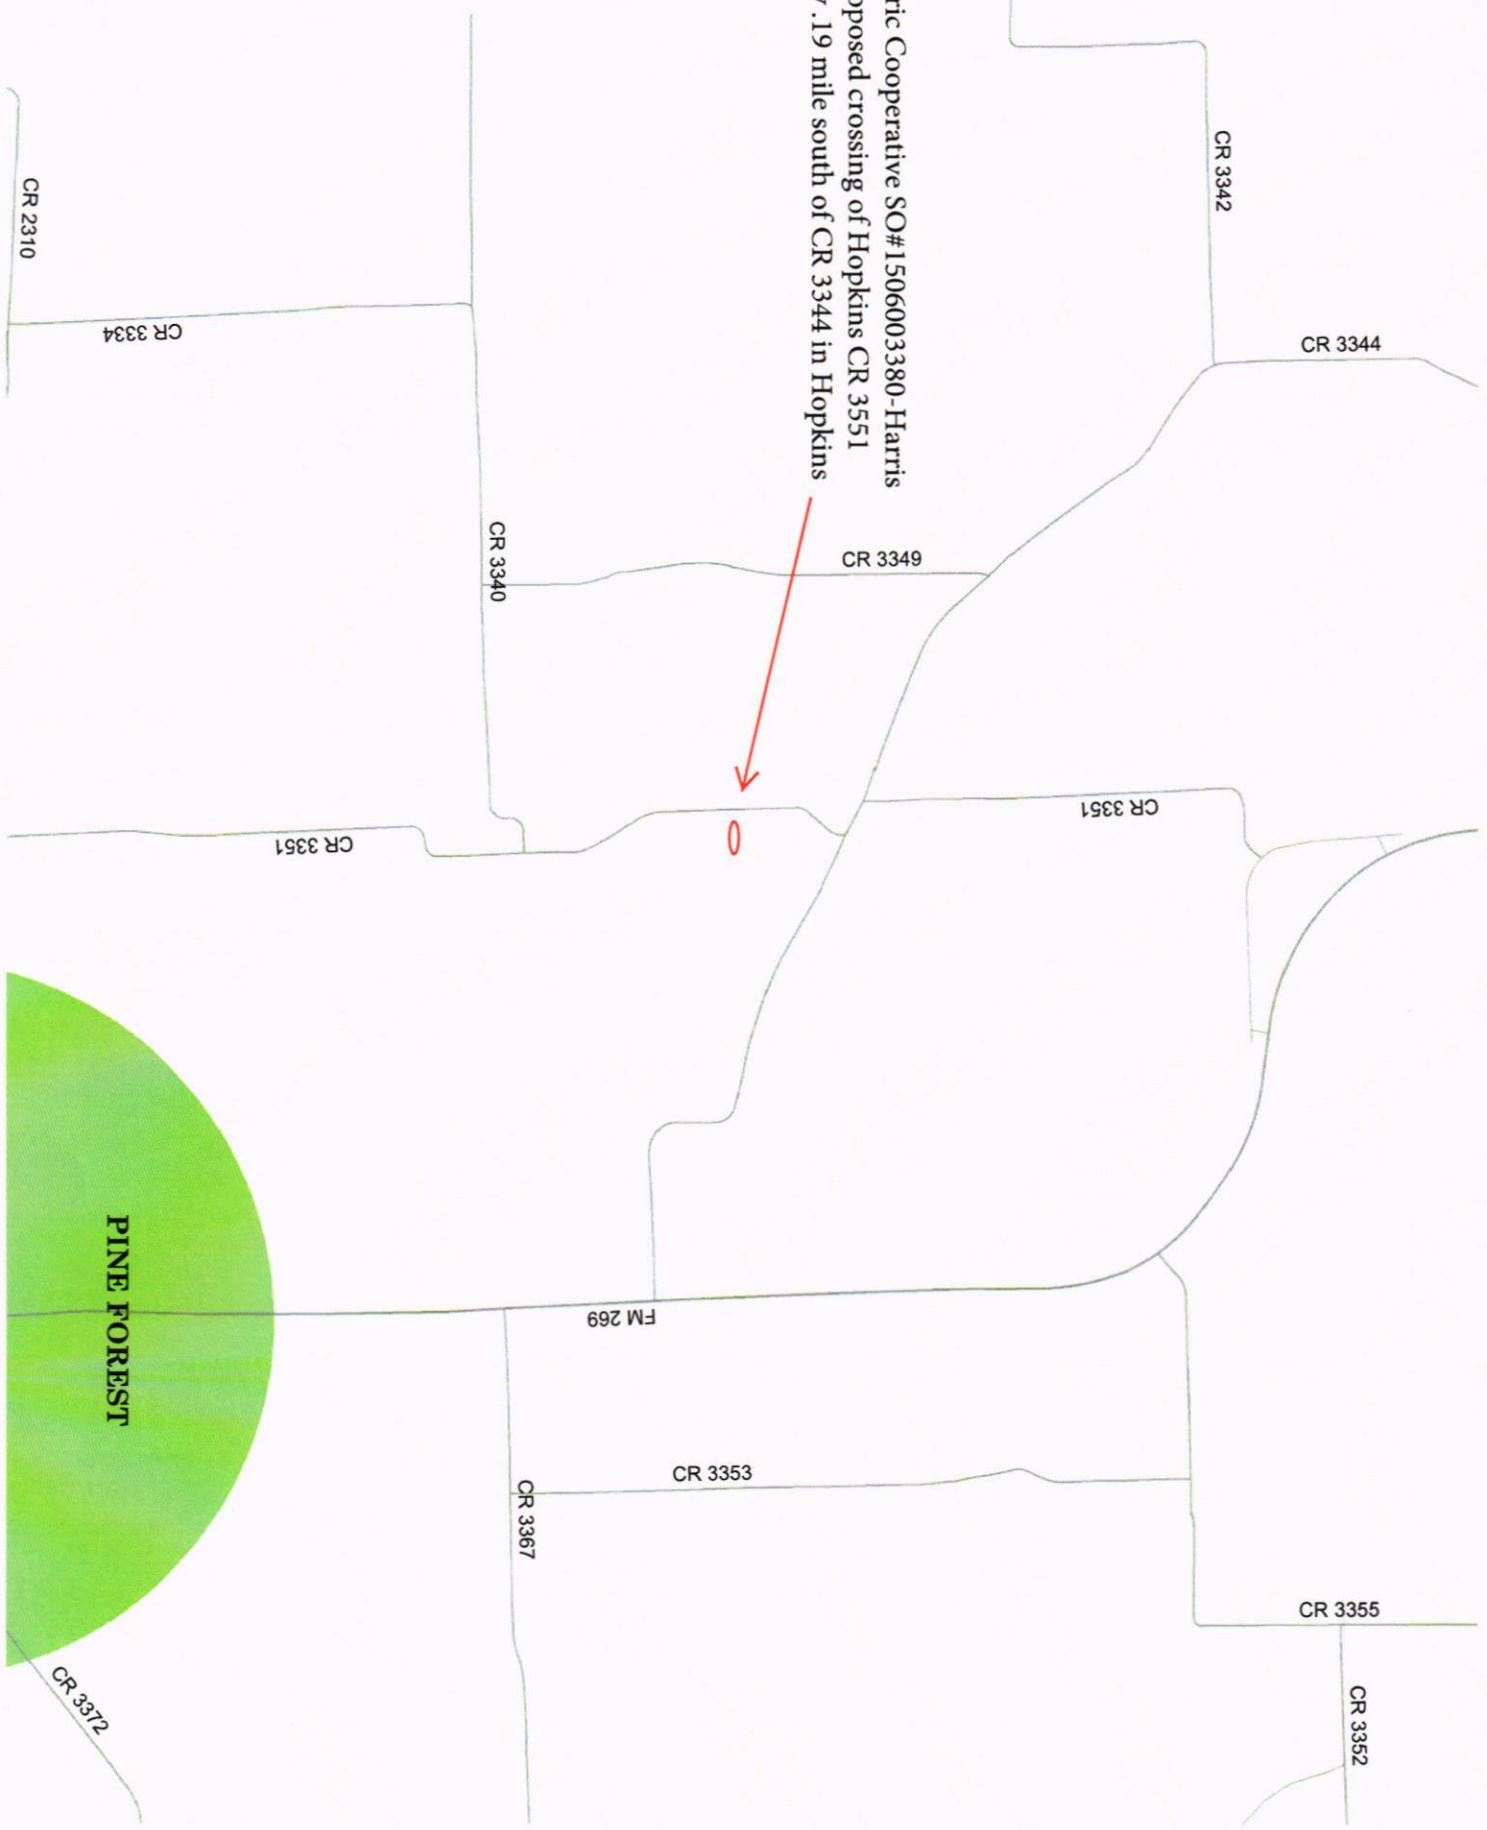 ric Cooperative SO#1506003380-Harris
posed crossing of Hopkins CR 3551
.19 mile south of CR 3344 in Hopkins
CR 3342
CR 3344
CR 2310
CR 3334
CR 3340
CR 3349
CR 3351
CR 3351
PINE FOREST
FM 269
CR 3353
CR 3367
CR 3355
CR 3352
CR 3372